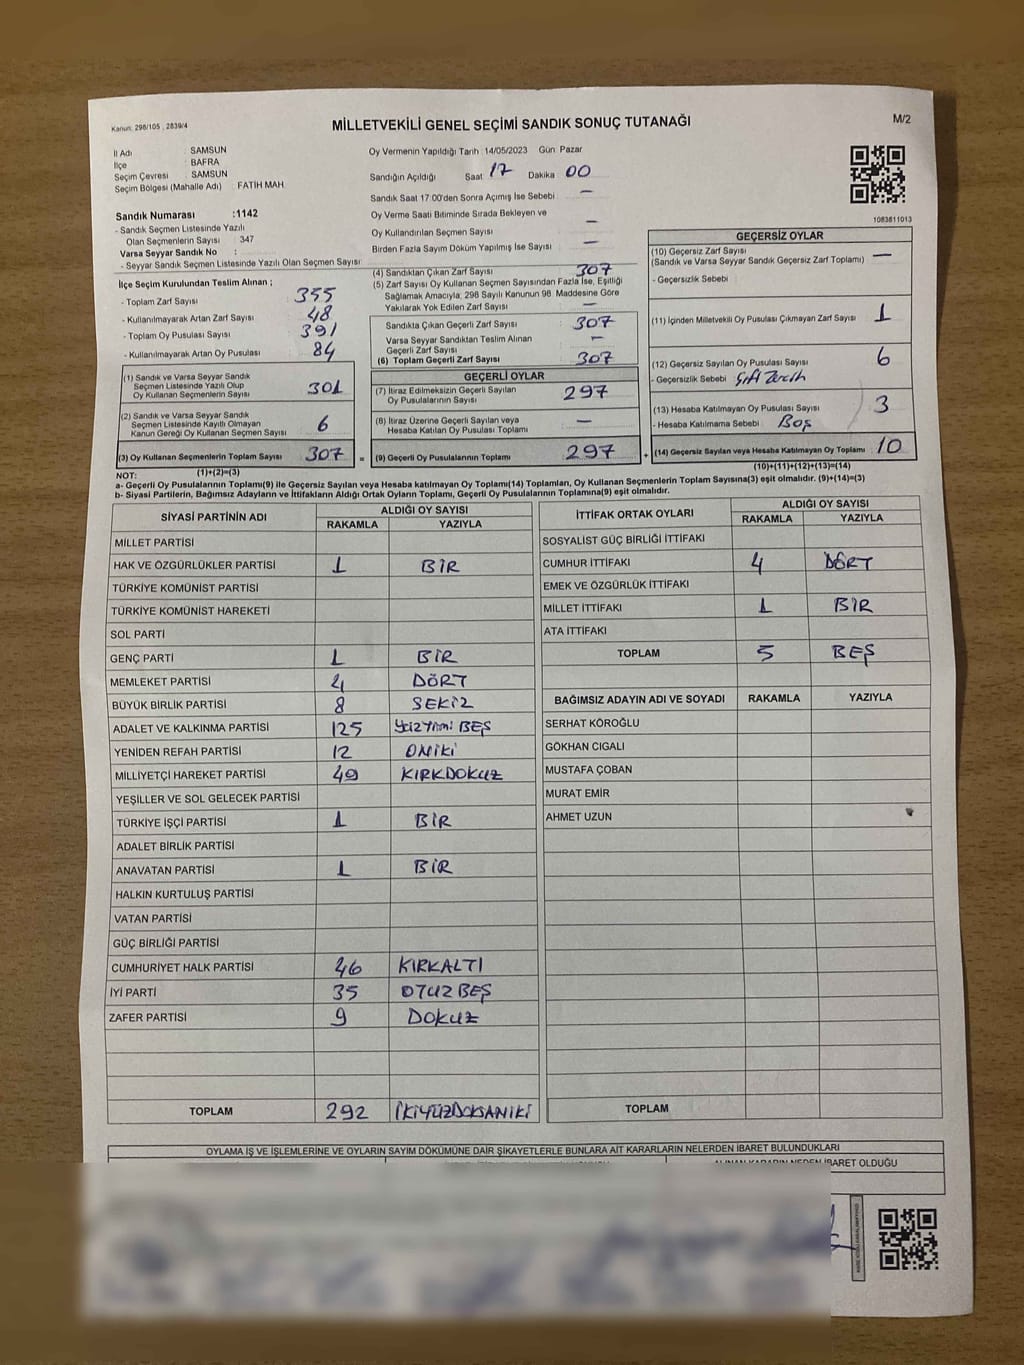 Kanun: 298/105 , 2839/4
MİLLETVEKİLİ GENEL SEÇİMİ SANDIK SONUÇ TUTANAĞI
M/2
İl Adı : SAMSUN
İlçe : BAFRA
Seçim Çevresi : SAMSUN
Seçim Bölgesi (Mahalle Adı) : FATİH MAH.
Oy Vermenin Yapıldığı Tarih 14/05/2023 Gün Pazar
Sandığın Açıldığı Saat 17 Dakika 00
Sandık Saat 17:00'den Sonra Açımış İse Sebebi —
Oy Verme Saati Bitiminde Sırada Bekleyen ve
Oy Kullandırılan Seçmen Sayısı —
Birden Fazla Sayım Döküm Yapılmış İse Sayısı —
1083811013
Sandık Numarası :1142
- Sandık Seçmen Listesinde Yazılı
Olan Seçmenlerin Sayısı : 347
Varsa Seyyar Sandık No :
- Seyyar Sandık Seçmen Listesinde Yazılı Olan Seçmen Sayısı:
İlçe Seçim Kurulundan Teslim Alınan ;
- Toplam Zarf Sayısı 355
- Kullanılmayarak Artan Zarf Sayısı 48
- Toplam Oy Pusulası Sayısı 391
- Kullanılmayarak Artan Oy Pusulası 84
(1) Sandık ve Varsa Seyyar Sandık
Seçmen Listesinde Yazılı Olup
Oy Kullanan Seçmenlerin Sayısı 301
(2) Sandık ve Varsa Seyyar Sandık
Seçmen Listesinde Kayıtlı Olmayan
Kanun Gereği Oy Kullanan Seçmen Sayısı 6
(3) Oy Kullanan Seçmenlerin Toplam Sayısı 307
(1)+(2)=(3)
(4) Sandıktan Çıkan Zarf Sayısı 307
(5) Zarf Sayısı Oy Kullanan Seçmen Sayısından Fazla İse, Eşitliği
Sağlamak Amacıyla, 298 Sayılı Kanunun 98. Maddesine Göre
Yakılarak Yok Edilen Zarf Sayısı —
Sandıkta Çıkan Geçerli Zarf Sayısı 307
Varsa Seyyar Sandıktan Teslim Alınan
Geçerli Zarf Sayısı —
(6) Toplam Geçerli Zarf Sayısı 307
GEÇERLİ OYLAR
(7) İtiraz Edilmeksizin Geçerli Sayılan
Oy Pusulalarının Sayısı 297
(8) İtiraz Üzerine Geçerli Sayılan veya
Hesaba Katılan Oy Pusulası Toplamı —
= (9) Geçerli Oy Pusulalarının Toplamı 297 +
GEÇERSİZ OYLAR
(10) Geçersiz Zarf Sayısı
(Sandık ve Varsa Seyyar Sandık Geçersiz Zarf Toplamı) —
- Geçersizlik Sebebi
(11) İçinden Milletvekili Oy Pusulası Çıkmayan Zarf Sayısı 1
(12) Geçersiz Sayılan Oy Pusulası Sayısı 6
- Geçersizlik Sebebi Çift Tercih
(13) Hesaba Katılmayan Oy Pusulası Sayısı 3
- Hesaba Katılmama Sebebi Boş
(14) Geçersiz Sayılan veya Hesaba Katılmayan Oy Toplamı 10
(10)+(11)+(12)+(13)=(14)
NOT:
a- Geçerli Oy Pusulalarının Toplamı(9) ile Geçersiz Sayılan veya Hesaba katılmayan Oy Toplamı(14) Toplamları, Oy Kullanan Seçmenlerin Toplam Sayısına(3) eşit olmalıdır. (9)+(14)=(3)
b- Siyasi Partilerin, Bağımsız Adayların ve İttifakların Aldığı Ortak Oyların Toplamı, Geçerli Oy Pusulalarının Toplamına(9) eşit olmalıdır.
SİYASİ PARTİNİN ADI ALDIĞI OY SAYISI
RAKAMLA YAZIYLA
MİLLET PARTİSİ
HAK VE ÖZGÜRLÜKLER PARTİSİ 1 BİR
TÜRKİYE KOMÜNİST PARTİSİ
TÜRKİYE KOMÜNİST HAREKETİ
SOL PARTİ
GENÇ PARTİ 1 BİR
MEMLEKET PARTİSİ 4 DÖRT
BÜYÜK BİRLİK PARTİSİ 8 SEKİZ
ADALET VE KALKINMA PARTİSİ 125 BEŞ
YENİDEN REFAH PARTİSİ 12 ONİKİ
MİLLİYETÇİ HAREKET PARTİSİ 49 KIRKDOKUZ
YEŞİLLER VE SOL GELECEK PARTİSİ
TÜRKİYE İŞÇİ PARTİSİ 1 BİR
ADALET BİRLİK PARTİSİ
ANAVATAN PARTİSİ 1 BİR
HALKIN KURTULUŞ PARTİSİ
VATAN PARTİSİ
GÜÇ BİRLİĞİ PARTİSİ
CUMHURİYET HALK PARTİSİ 46 KIRKALTI
İYİ PARTİ 35 OTUZBEŞ
ZAFER PARTİSİ 9 DOKUZ
TOPLAM 292 İKİYÜZDOKSANİKİ
İTTİFAK ORTAK OYLARI ALDIĞI OY SAYISI
RAKAMLA YAZIYLA
SOSYALİST GÜÇ BİRLİĞİ İTTİFAKI
CUMHUR İTTİFAKI 4 DÖRT
EMEK VE ÖZGÜRLÜK İTTİFAKI
MİLLET İTTİFAKI 1 BİR
ATA İTTİFAKI
TOPLAM 5 BEŞ
BAĞIMSIZ ADAYIN ADI VE SOYADI RAKAMLA YAZIYLA
SERHAT KÖROĞLU
GÖKHAN CIGALI
MUSTAFA ÇOBAN
MURAT EMİR
AHMET UZUN
TOPLAM
OYLAMA İŞ VE İŞLEMLERİNE VE OYLARIN SAYIM DÖKÜMÜNE DAİR ŞİKAYETLERLE BUNLARA AİT KARARLARIN NELERDEN İBARET BULUNDUKLARI
ALINAN KARARIN NEDEN İBARET OLDUĞU